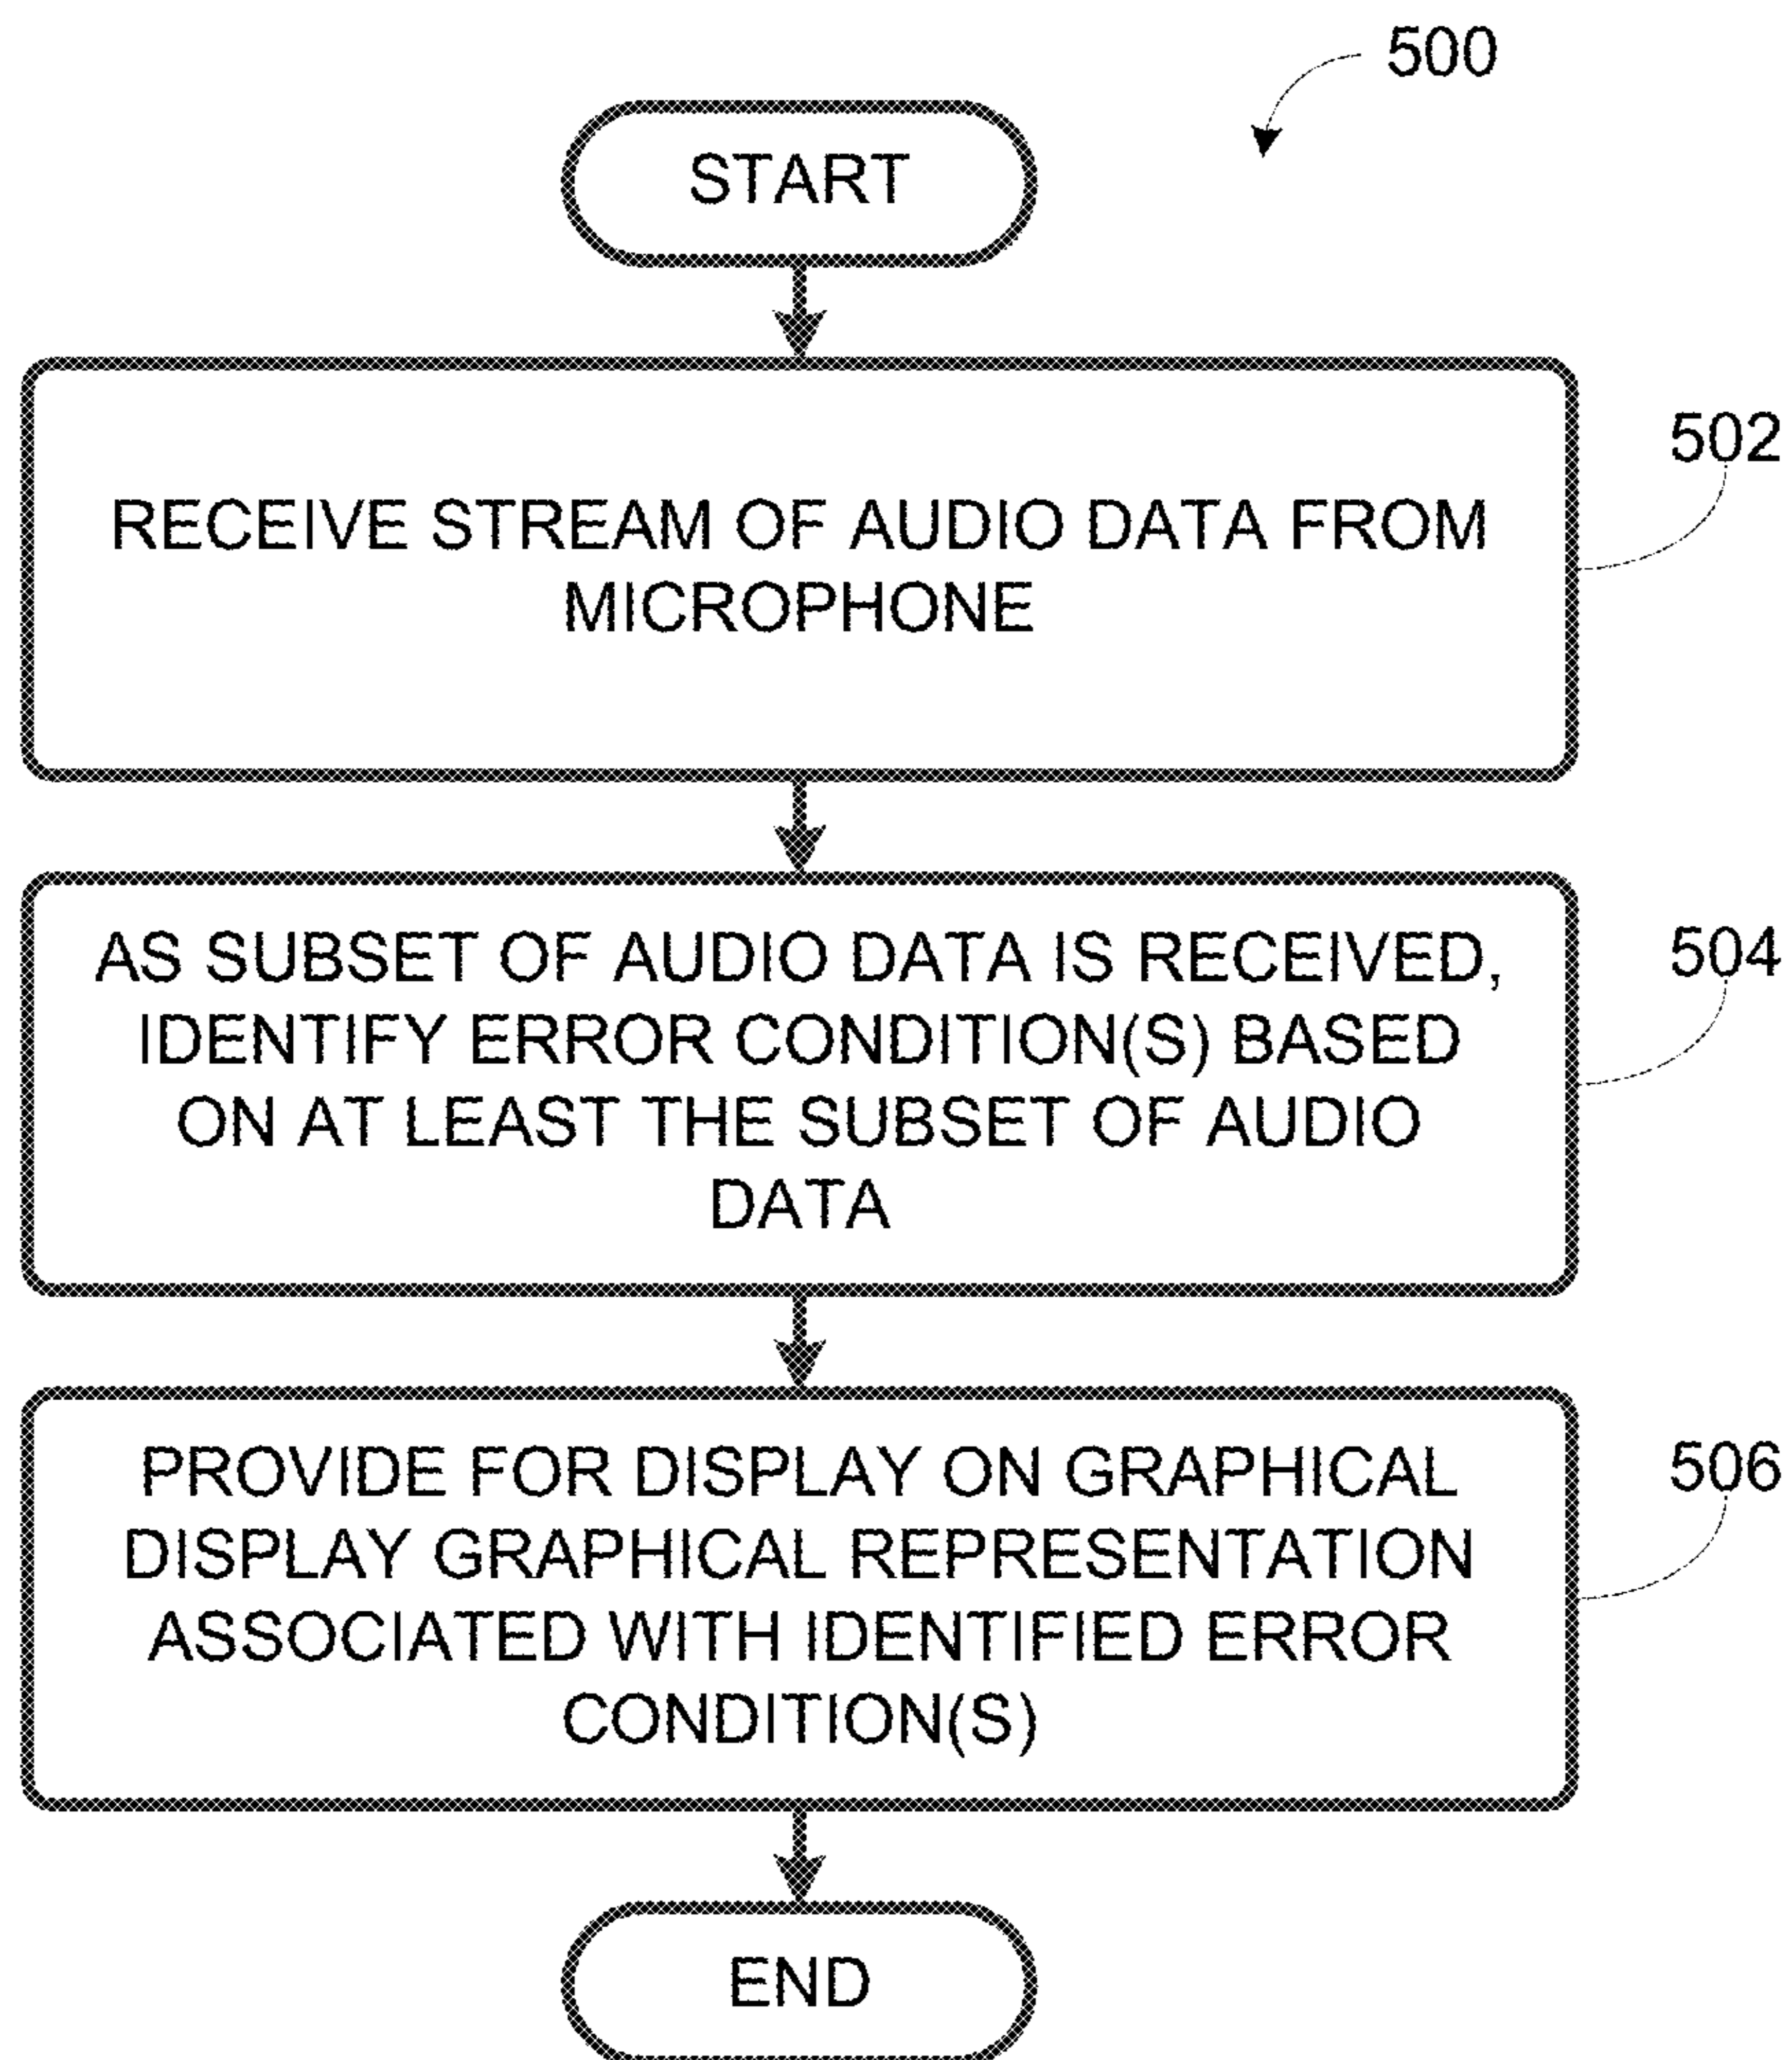 500
START
RECEIVE STREAM OF AUDIO DATA FROM
MICROPHONE
502
AS SUBSET OF AUDIO DATA IS RECEIVED,
IDENTIFY ERROR CONDITION(S) BASED
ON AT LEAST THE SUBSET OF AUDIO
DATA
504
PROVIDE FOR DISPLAY ON GRAPHICAL
DISPLAY GRAPHICAL REPRESENTATION
ASSOCIATED WITH IDENTIFIED ERROR
CONDITION(S)
506
END